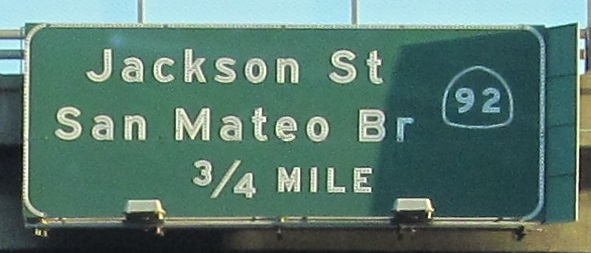 Jackson St
San Mateo Br
92
3/4 MILE